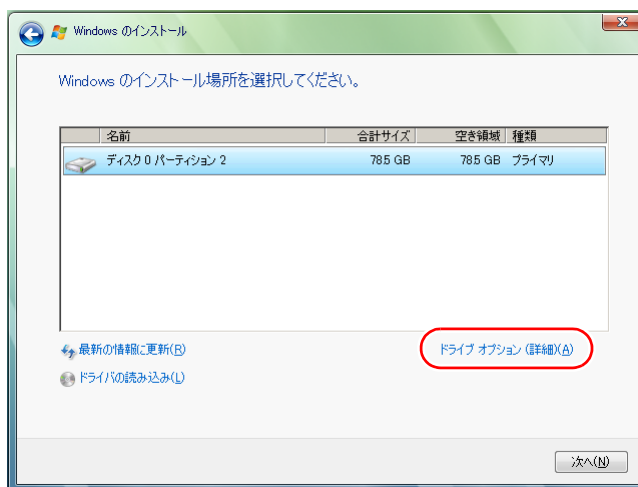 Windows のインストール
Windows のインストール場所を選択してください。
名前 合計サイズ 空き領域 種類
ディスク 0 パーティション 2 78.5 GB 78.5 GB プライマリ
最新の情報に更新(R) ドライブ オプション (詳細)(A)
ドライバの読み込み(L)
次へ(N)